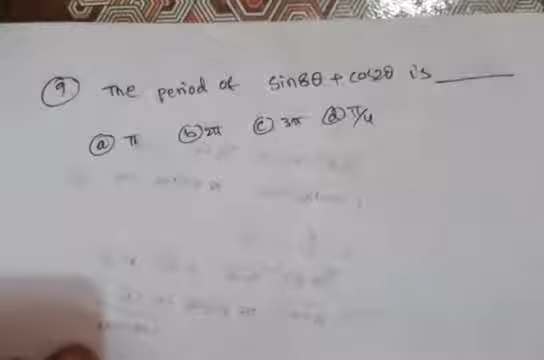 9 The period of sin8θ + cos2θ is ______
a π b 2π c 3π d π/4